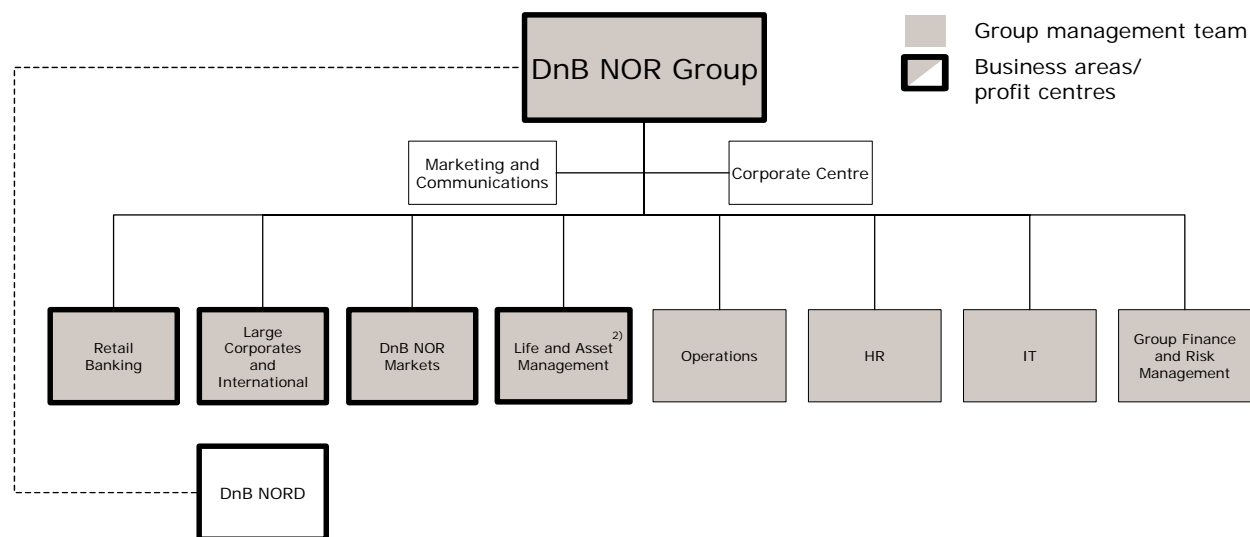 DnB NOR Group
Group management team
Business areas/
profit centres
Marketing and
Communications
Corporate Centre
Retail
Banking
Large
Corporates
and
International
DnB NOR
Markets
Life and Asset 2)
Management
Operations
HR
IT
Group Finance
and Risk
Management
DnB NORD